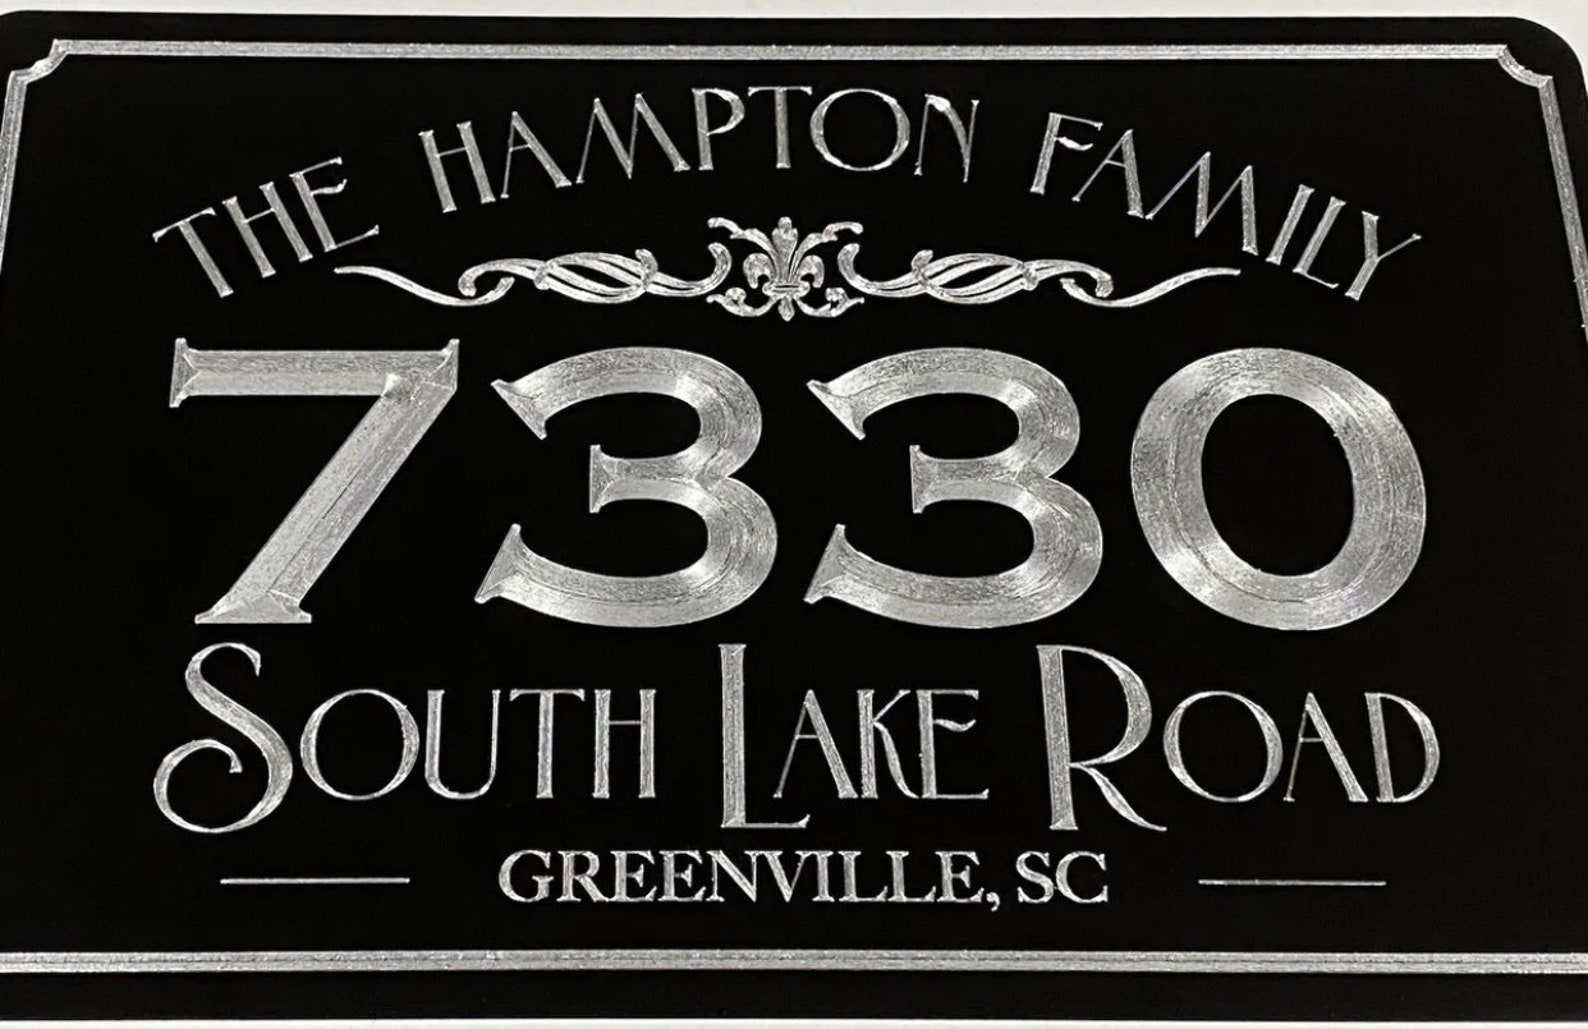 THE HAMPTON FAMILY
7330
SOUTH LAKE ROAD
GREENVILLE, SC